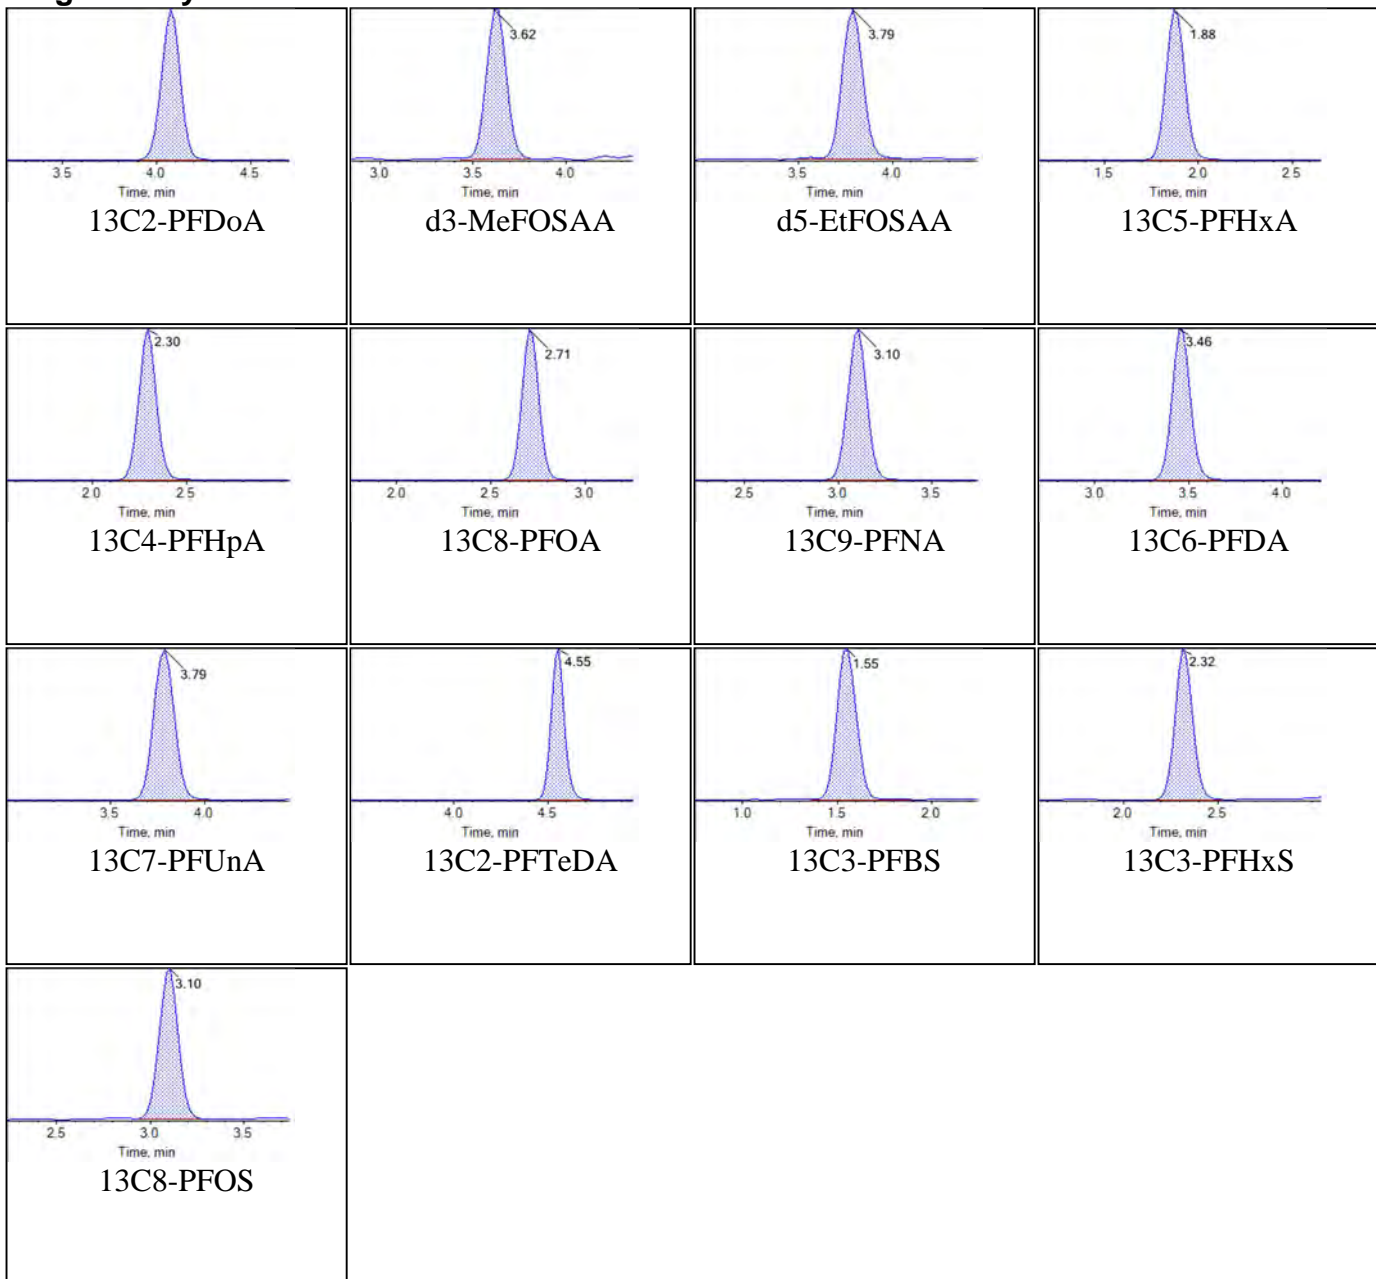 3.5 4.0 4.5
Time, min
13C2-PFDoA
3.62
3.0 3.5 4.0
Time, min
d3-MeFOSAA
3.79
3.5 4.0
Time, min
d5-EtFOSAA
1.88
1.5 2.0 2.5
Time, min
13C5-PFHxA
2.30
2.0 2.5
Time, min
13C4-PFHpA
2.71
2.0 2.5 3.0
Time, min
13C8-PFOA
3.10
2.5 3.0 3.5
Time, min
13C9-PFNA
3.46
3.0 3.5 4.0
Time, min
13C6-PFDA
3.79
3.5 4.0
Time, min
13C7-PFUnA
4.55
4.0 4.5
Time, min
13C2-PFTeDA
1.55
1.0 1.5 2.0
Time, min
13C3-PFBS
2.32
2.0 2.5
Time, min
13C3-PFHxS
3.10
2.5 3.0 3.5
Time, min
13C8-PFOS